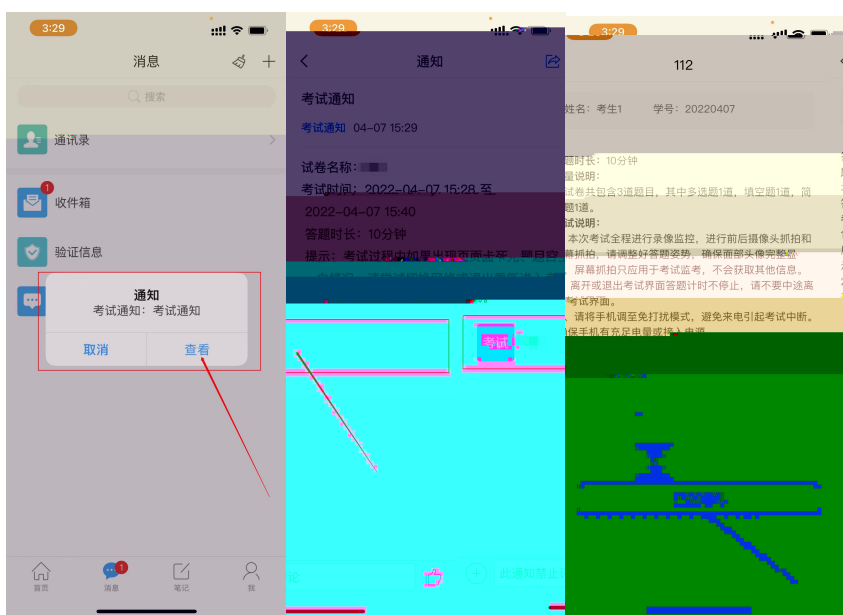 3:29
消息
搜索
通讯录
1
收件箱
验证信息
通知
考试通知：考试通知
取消
查看
首页
1
消息
笔记
我
3:29
通知
考试通知
考试通知 04-07 15:29
试卷名称：
考试时间：2022-04-07 15:28 至
2022-04-07 15:40
答题时长：10分钟
提示：考试过程中如果出现页面卡死、题目空
考试
此通知禁止
3:29
112
姓名：考生1 学号：20220407
题时长：10分钟
量说明：
试卷共包含3道题目，其中多选题1道，填空题1道，简
题1道。
试说明：
本次考试全程进行录像监控，进行前后摄像头抓拍和
幕抓拍，请调整好答题姿势，确保面部头像完整
屏幕抓拍只应用于考试监考，不会获取其他信息。
离开或退出考试界面答题计时不停止，请不要中途离
考试界面。
、请将手机调至免打扰模式，避免来电引起考试中断。
保手机有充足电量或接入电源